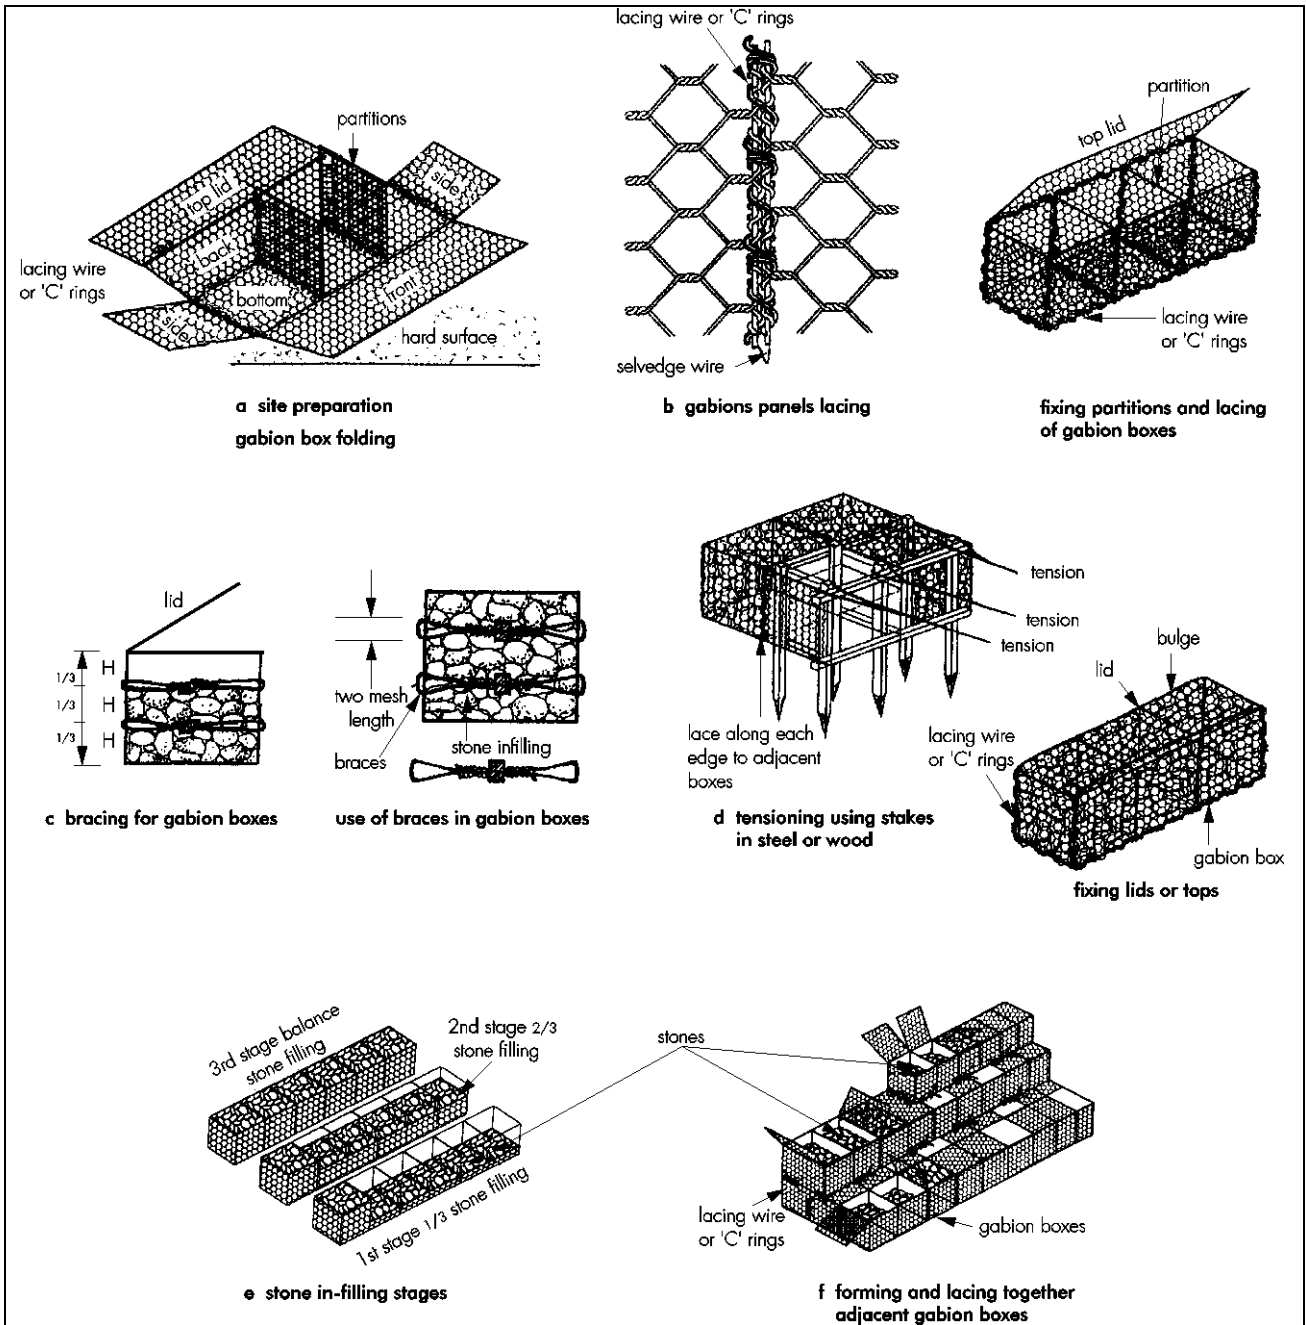 partitions
side
top lid
back
lacing wire
or 'C' rings
bottom
front
side
hard surface
a site preparation
gabion box folding
lacing wire or 'C' rings
selvedge wire
b gabions panels lacing
partition
top lid
lacing wire
or 'C' rings
fixing partitions and lacing
of gabion boxes
lid
1/3 H
1/3 H
1/3 H
c bracing for gabion boxes
two mesh
length
braces
stone infilling
use of braces in gabion boxes
tension
tension
tension
lace along each
edge to adjacent
boxes
d tensioning using stakes
in steel or wood
bulge
lid
lacing wire
or 'C' rings
gabion box
fixing lids or tops
3rd stage balance
stone filling
2nd stage 2/3
stone filling
1st stage 1/3 stone filling
e stone in-filling stages
stones
lacing wire
or 'C' rings
gabion boxes
f forming and lacing together
adjacent gabion boxes